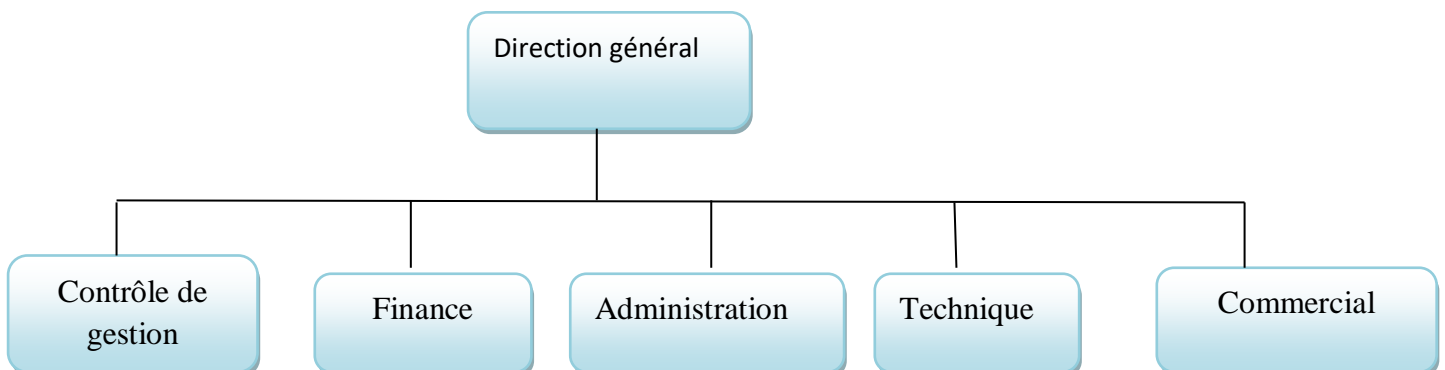 Direction général
Contrôle de
gestion
Finance
Administration
Technique
Commercial